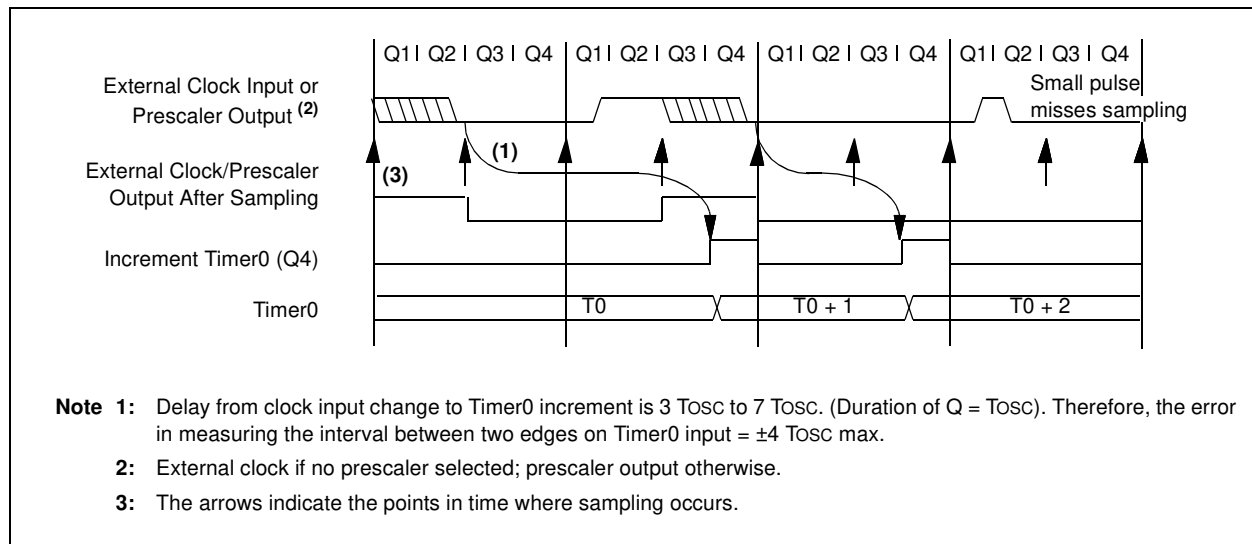 Q1 | Q2 | Q3 | Q4 Q1 | Q2 | Q3 | Q4 Q1 | Q2 | Q3 | Q4 Q1 | Q2 | Q3 | Q4
External Clock Input or
Prescaler Output (2)
Small pulse
misses sampling
(1)
External Clock/Prescaler
Output After Sampling
(3)
Increment Timer0 (Q4)
Timer0
T0 T0 + 1 T0 + 2
Note 1: Delay from clock input change to Timer0 increment is 3 TOSC to 7 TOSC. (Duration of Q = TOSC). Therefore, the error
in measuring the interval between two edges on Timer0 input = ±4 TOSC max.
2: External clock if no prescaler selected; prescaler output otherwise.
3: The arrows indicate the points in time where sampling occurs.